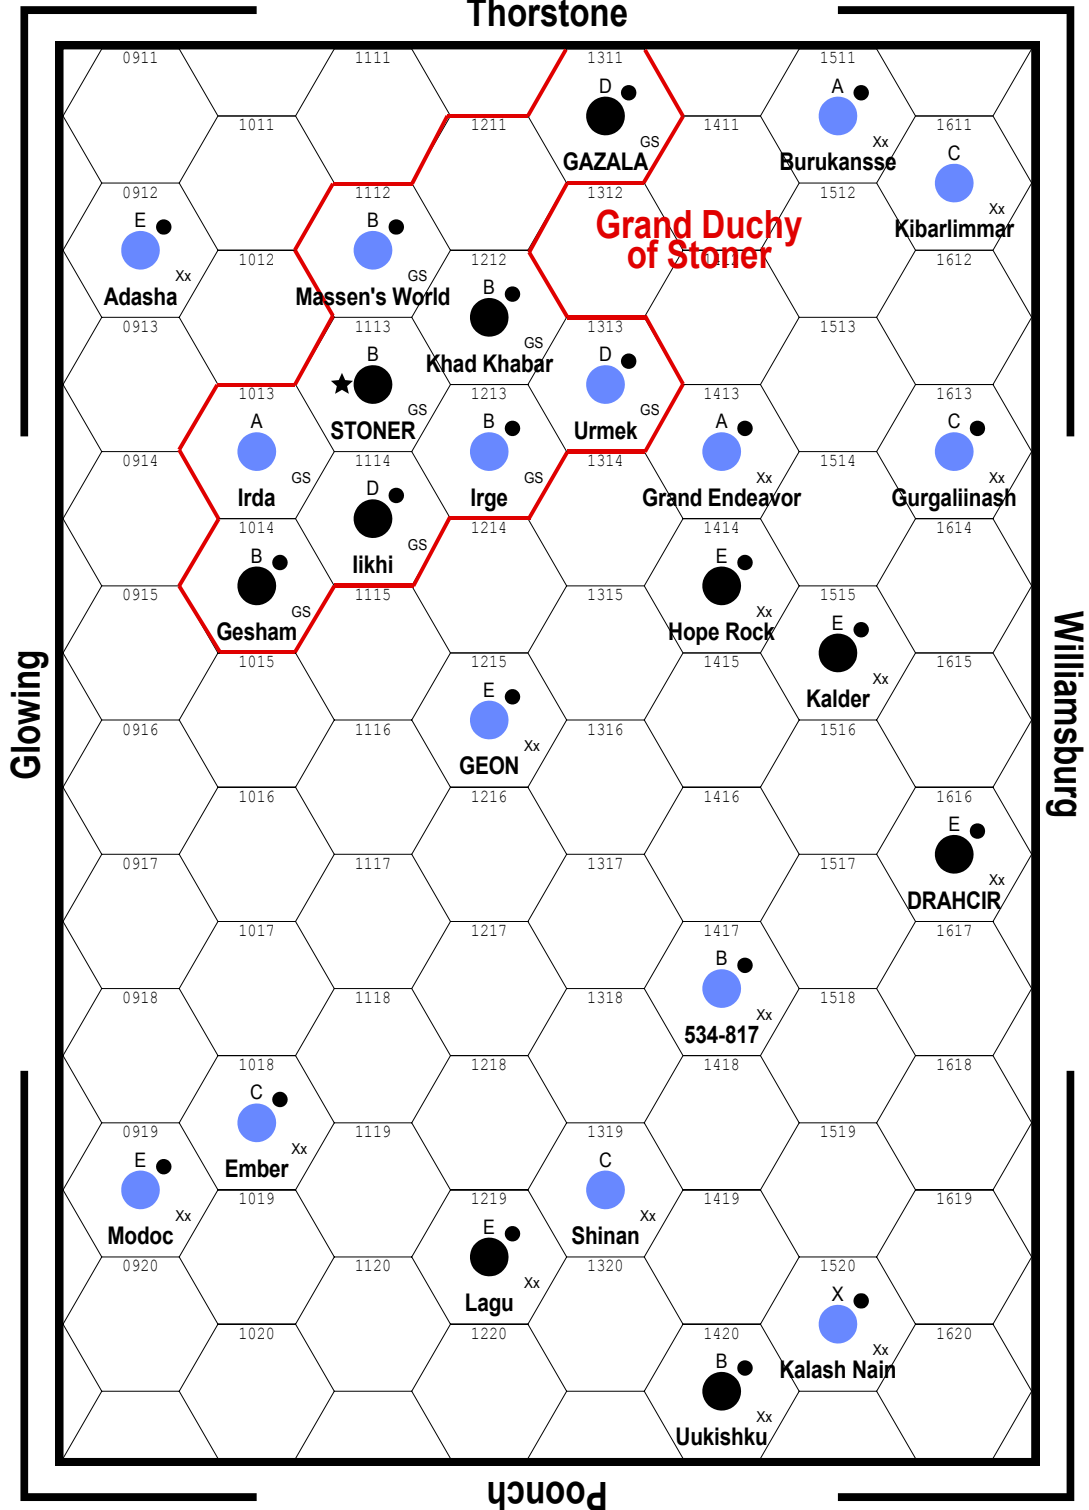 Thorstone
0911
1111
1311
1511
D
A
1011
1211
GS
1411
Xx
1611
GAZALA
Burukansse
C
0912
1112
1312
1512
Xx
E
B
Grand Duchy
Kibarlimmar
1012
1212
of Stoner
1412
1612
Xx
GS
B
Adasha
Massen's World
0913
1113
1313
1513
GS
B
Khad Khabar
D
1013
1213
1413
1613
A
GS
B
GS
A
C
STONER
Urmek
0914
1114
1314
1514
GS
D
GS
Xx
Xx
Irda
Irge
Grand Endeavor
Gurgaliinash
1014
1214
1414
1614
B
GS
E
Iikhi
0915
1115
1315
1515
GS
Xx
E
Gesham
Hope Rock
1015
1215
1415
1615
Xx
E
Kalder
0916
1116
1316
1516
Xx
GEON
1016
1216
1416
1616
E
0917
1117
1317
1517
Xx
DRAHCIR
1017
1217
1417
1617
B
0918
1118
1318
1518
Xx
534-817
1018
1218
1418
1618
C
0919
1119
1319
1519
E
Xx
C
Ember
1019
1219
1419
1619
Xx
E
Xx
Modoc
Shinan
0920
1120
1320
1520
Xx
X
Lagu
1020
1220
1420
1620
Xx
B
Kalash Nain
Xx
Uukishku
Glowing
Williamsburg
Poonch